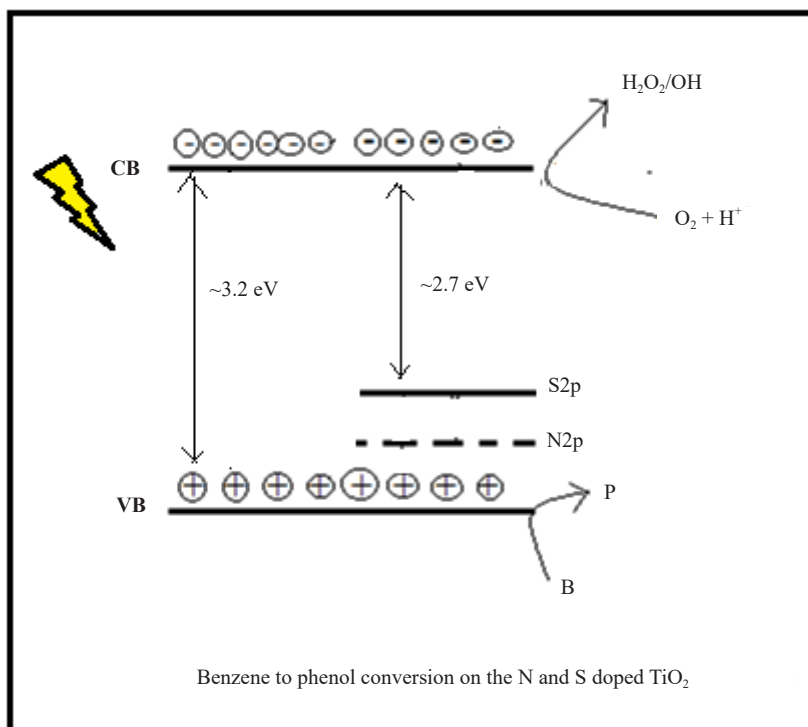 H₂O₂/OH
CB
O₂ + H⁺
~3.2 eV
~2.7 eV
S2p
N2p
P
VB
B
Benzene to phenol conversion on the N and S doped TiO₂